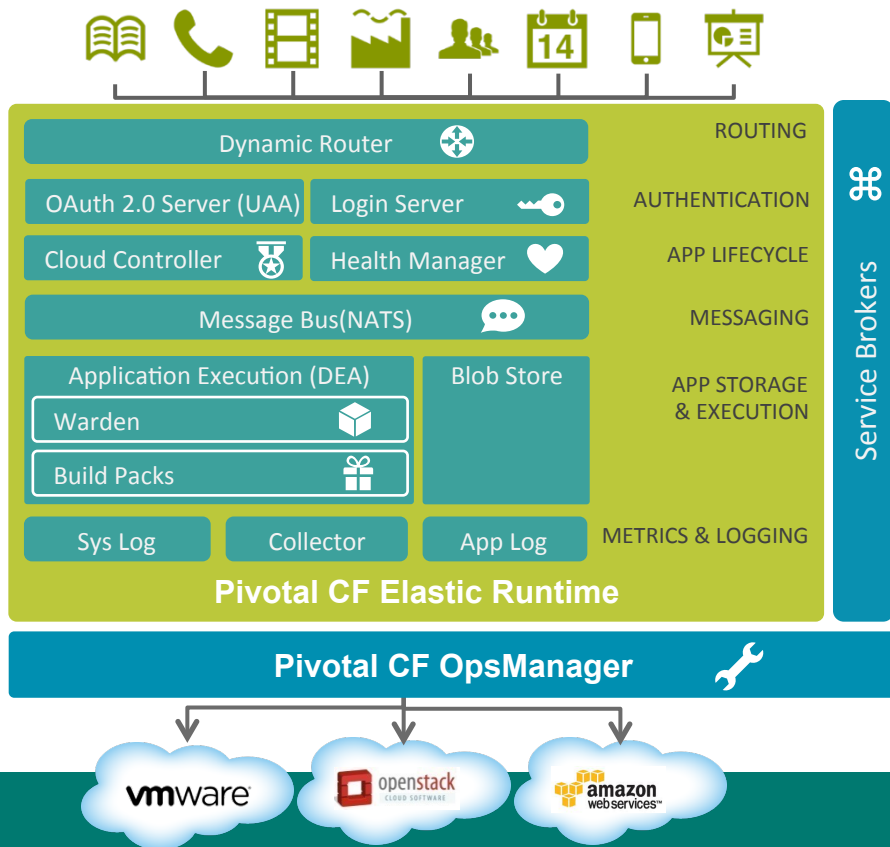 14
Dynamic Router
ROUTING
OAuth 2.0 Server (UAA)
Login Server
AUTHENTICATION
Cloud Controller
Health Manager
APP LIFECYCLE
Message Bus(NATS)
MESSAGING
Application Execution (DEA)
Blob Store
APP STORAGE
& EXECUTION
Warden
Build Packs
Sys Log
Collector
App Log
METRICS & LOGGING
Pivotal CF Elastic Runtime
⌘
Service Brokers
Pivotal CF OpsManager
vmware
openstack
CLOUD SOFTWARE
amazon
webservices™